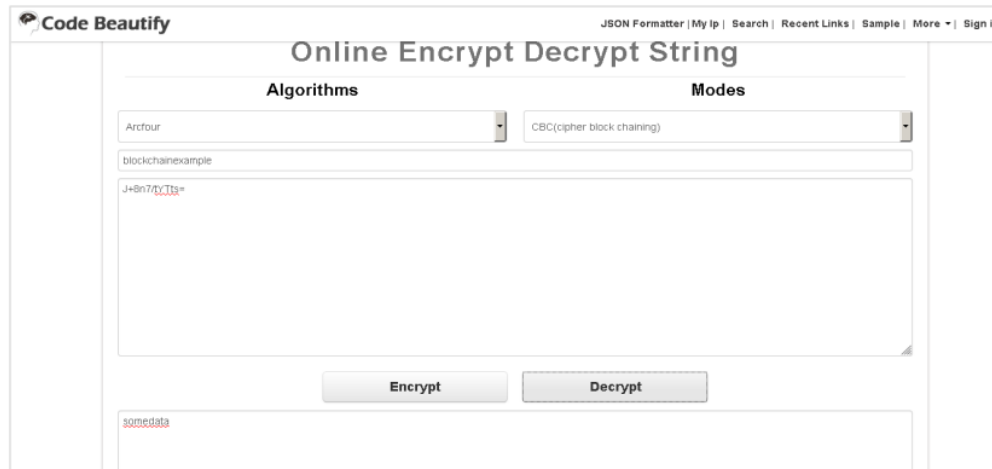 Code Beautify
JSON Formatter | My Ip | Search | Recent Links | Sample | More | Sign i
Online Encrypt Decrypt String
Algorithms Modes
Arcfour CBC(cipher block chaining)
blockchainexample
J+8n7/tYTts=
Encrypt Decrypt
somedata